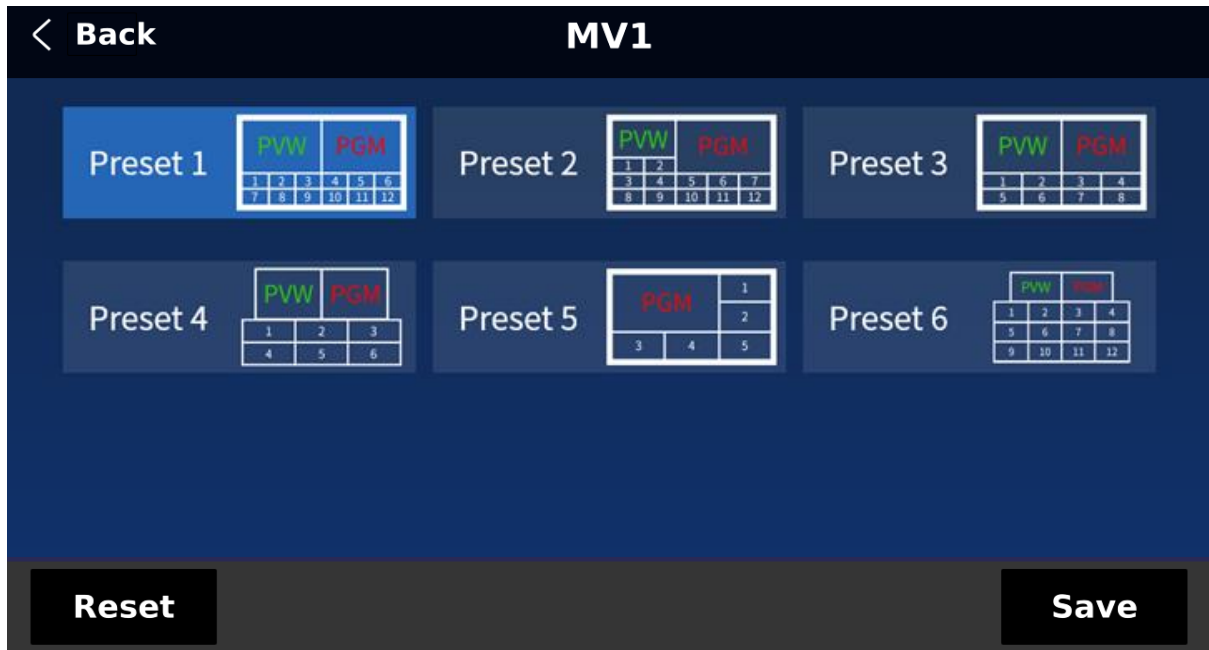 Back
MV1
Preset 1
PVW PGM
1 2 3 4 5 6
7 8 9 10 11 12
Preset 2
PVW PGM
1 2
3 4 5 6 7
8 9 10 11 12
Preset 3
PVW PGM
1 2 3 4
5 6 7 8
Preset 4
PVW PGM
1 2 3
4 5 6
Preset 5
PGM 1
2
3 4 5
Preset 6
PVW PGM
1 2 3 4
5 6 7 8
9 10 11 12
Reset
Save